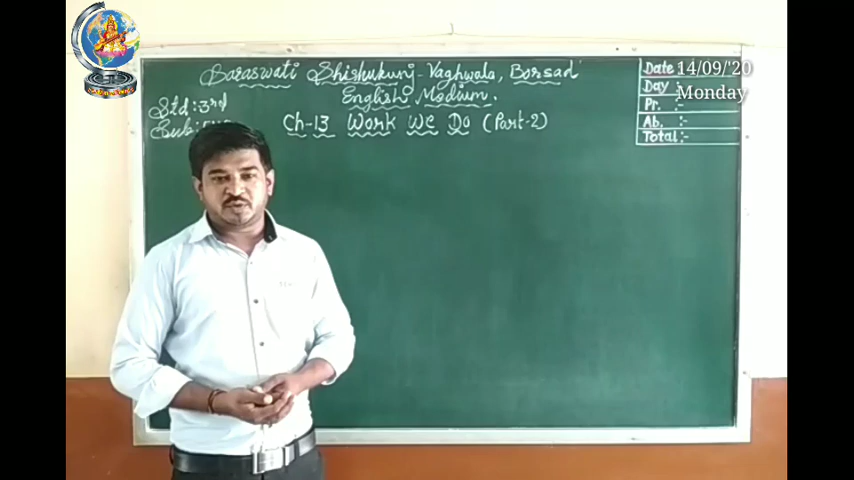 Saraswati Shishukunj - Vaghwala, Borsad
English Medium.
Std : 3rd
Sub :
Ch-13 Work We Do (Part-2)
Date 14/09/'20
Day :- Monday
Pr. :-
Ab. :-
Total:-